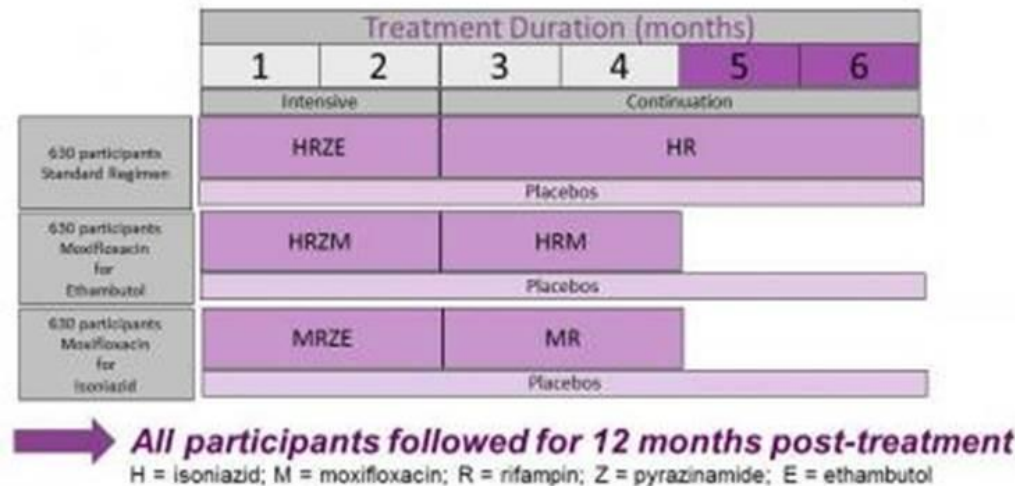 Treatment Duration (months)
1 2 3 4 5 6
Intensive Continuation
630 participants
Standard Regimen
HRZE HR
Placebos
630 participants
Moxifloxacin
for
Ethambutol
HRZM HRM
Placebos
630 participants
Moxifloxacin
for
Isoniazid
MRZE MR
Placebos
All participants followed for 12 months post-treatment
H = isoniazid; M = moxifloxacin; R = rifampin; Z = pyrazinamide; E = ethambutol